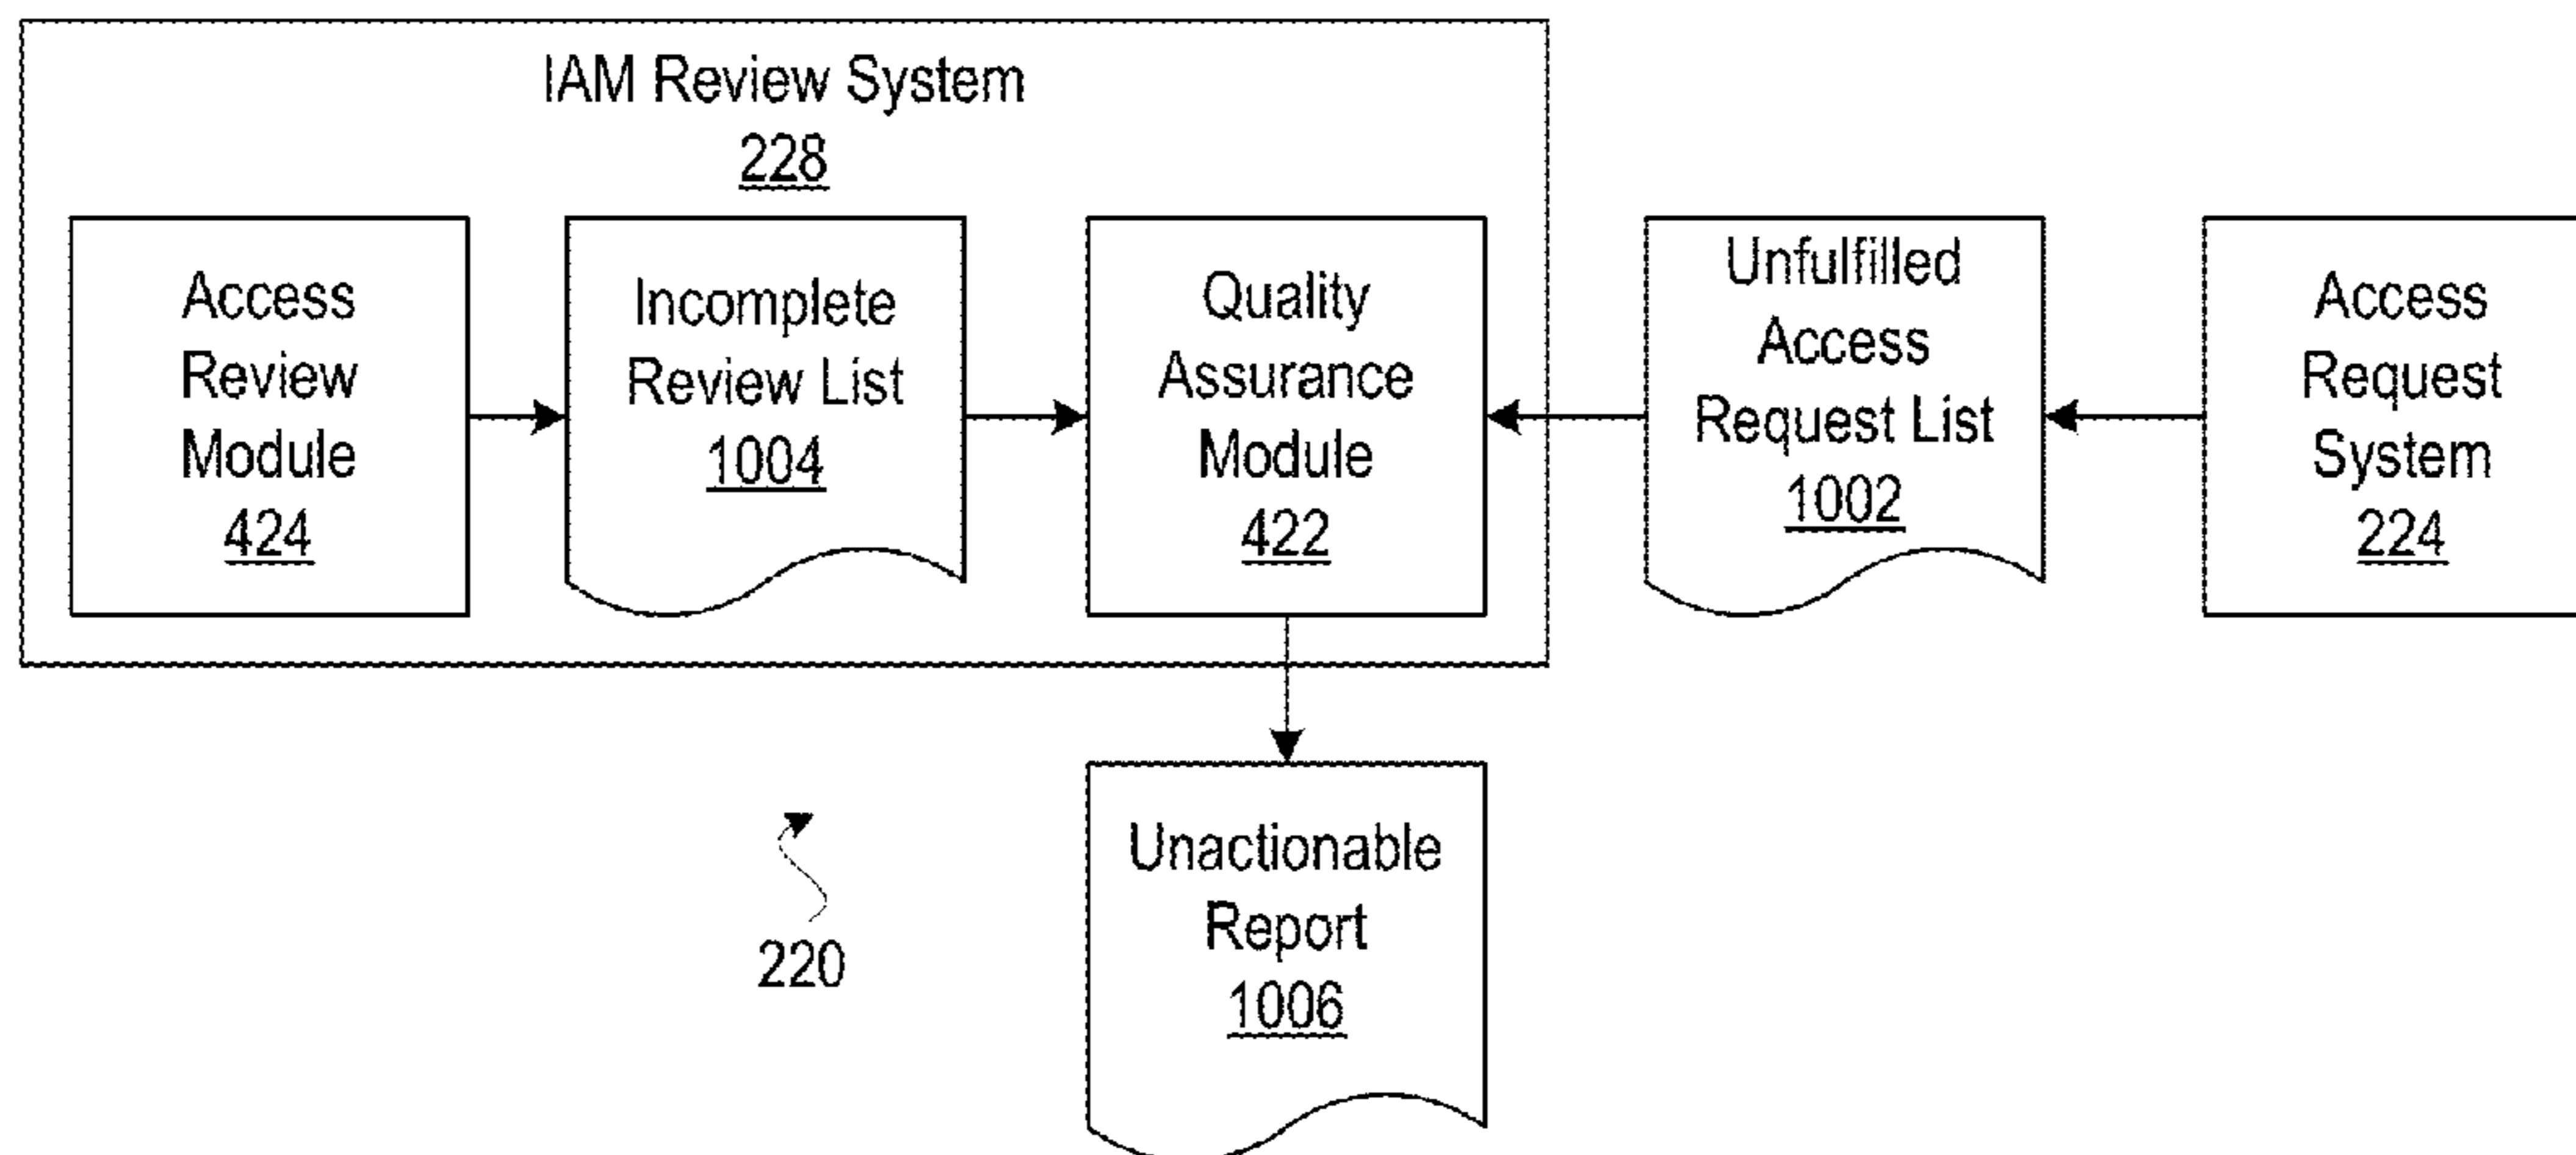 IAM Review System
228
Access
Review
Module
424
Incomplete
Review List
1004
Quality
Assurance
Module
422
Unfulfilled
Access
Request List
1002
Access
Request
System
224
Unactionable
Report
1006
220